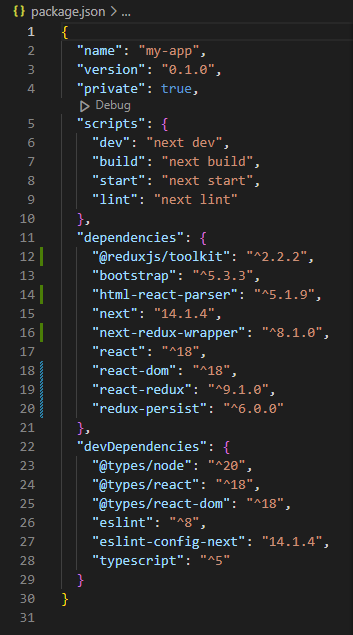 {} package.json > ...
1 {
2 "name": "my-app",
3 "version": "0.1.0",
4 "private": true,
Debug
5 "scripts": {
6 "dev": "next dev",
7 "build": "next build",
8 "start": "next start",
9 "lint": "next lint"
10 },
11 "dependencies": {
12 "@reduxjs/toolkit": "^2.2.2",
13 "bootstrap": "^5.3.3",
14 "html-react-parser": "^5.1.9",
15 "next": "14.1.4",
16 "next-redux-wrapper": "^8.1.0",
17 "react": "^18",
18 "react-dom": "^18",
19 "react-redux": "^9.1.0",
20 "redux-persist": "^6.0.0"
21 },
22 "devDependencies": {
23 "@types/node": "^20",
24 "@types/react": "^18",
25 "@types/react-dom": "^18",
26 "eslint": "^8",
27 "eslint-config-next": "14.1.4",
28 "typescript": "^5"
29 }
30 }
31